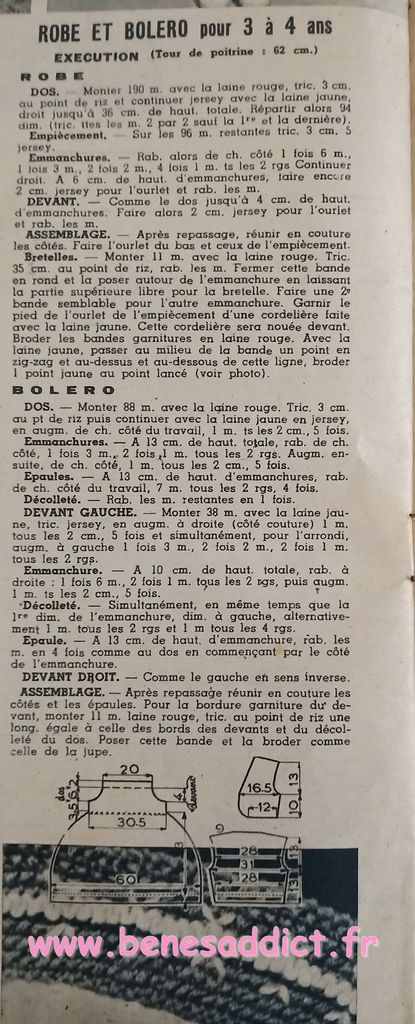 ROBE ET BOLERO pour 3 à 4 ans
EXECUTION (Tour de poitrine : 62 cm.)
ROBE
DOS. — Monter 190 m. avec la laine rouge, tric. 3 cm.
au point de riz et continuer jersey avec la laine jaune,
droit jusqu'à 36 cm. de haut. totale. Répartir alors 94
dim. (tric. ttes les m. 2 par 2 sauf la 1re et la dernière).
Empiècement. — Sur les 96 m. restantes tric. 3 cm. 5
jersey.
Emmanchures. — Rab. alors de ch. côté 1 fois 6 m.,
1 fois 3 m., 2 fois 2 m., 4 fois 1 m. ts les 2 rgs Continuer
droit. A 6 cm. de haut. d'emmanchures, faire encore
2 cm. jersey pour l'ourlet et rab. les m.
DEVANT. — Comme le dos jusqu'à 4 cm. de haut.
d'emmanchures. Faire alors 2 cm. jersey pour l'ourlet
et rab. les m.
ASSEMBLAGE. — Après repassage, réunir en couture
les côtés. Faire l'ourlet du bas et ceux de l'empiècement.
Bretelles. — Monter 11 m. avec la laine rouge. Tric.
35 cm. au point de riz, rab. les m. Fermer cette bande
en rond et la poser autour de l'emmanchure en laissant
la partie supérieure libre pour la bretelle. Faire une 2e
bande semblable pour l'autre emmanchure. Garnir le
pied de l'ourlet de l'empiècement d'une cordelière faite
avec la laine jaune. Cette cordelière sera nouée devant.
Broder les bandes garnitures en laine rouge. Avec la
laine jaune, passer au milieu de la bande un point en
zig-zag et au-dessus et au-dessous de cette ligne, broder
1 point jaune au point lancé (voir photo).
BOLERO
DOS. — Monter 88 m. avec la laine rouge. Tric. 3 cm.
au pt de riz puis continuer avec la laine jaune en jersey,
en augm. de ch. côté du travail, 1 m. ts les 2 cm., 5 fois.
Emmanchures. — A 13 cm. de haut. totale, rab. de ch.
côté, 1 fois 3 m., 2 fois 1 m. tous les 2 rgs. Augm. en-
suite, de ch. côté, 1 m. tous les 2 cm., 5 fois.
Epaules. — A 13 cm. de haut. d'emmanchures, rab.
de ch. côté du travail, 7 m. tous les 2 rgs, 4 fois.
Décolleté. — Rab. les m. restantes en 1 fois.
DEVANT GAUCHE. — Monter 38 m. avec la laine jau-
ne, tric. jersey, en augm. à droite (côté couture) 1 m.
tous les 2 cm., 5 fois et simultanément, pour l'arrondi,
augm. à gauche 1 fois 3 m., 2 fois 2 m., 2 fois 1 m.
tous les 2 rgs.
Emmanchure. — A 10 cm. de haut. totale, rab. à
droite : 1 fois 6 m., 2 fois 1 m. tous les 2 rgs, puis augm.
1 m. ts les 2 cm., 5 fois.
Décolleté. — Simultanément, en même temps que la
1re dim. de l'emmanchure, dim. à gauche, alternative-
ment 1 m. tous les 2 rgs et 1 m tous les 4 rgs.
Epaule. — A 13 cm. de haut. d'emmanchure, rab. les
m. en 4 fois comme au dos en commençant par le côté
de l'emmanchure.
DEVANT DROIT. — Comme le gauche en sens inverse.
ASSEMBLAGE. — Après repassage réunir en couture les
côtés et les épaules. Pour la bordure garniture du de-
vant, monter 11 m. laine rouge, tric. au point de riz une
long. égale à celle des bords des devants et du décol-
leté du dos. Poser cette bande et la broder comme
celle de la jupe.
20
dos
3.5 6 2
4
devant
30.5
60
16.5
13
12
10
9
28
31
28
13
13
www.benesaddict.fr